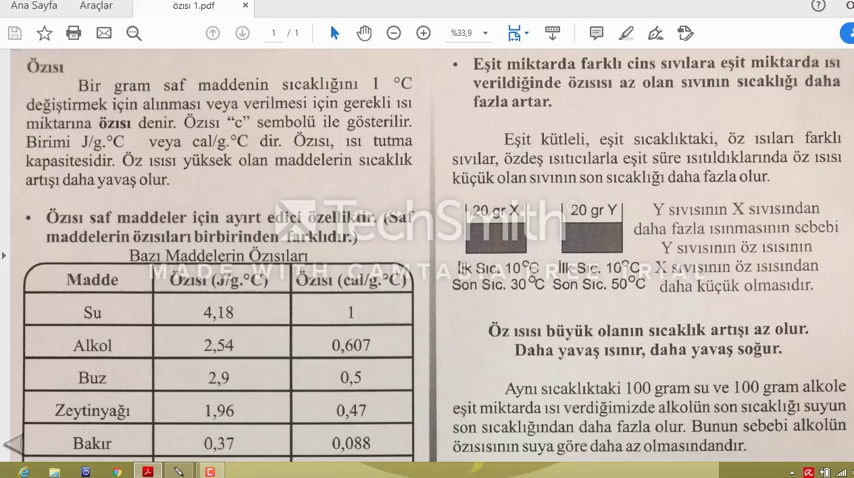 Ana Sayfa
Araçlar
özısı 1.pdf
1 / 1
%33,9
ÖZISI
Bir gram saf maddenin sıcaklığını 1 °C
değiştirmek için alınması veya verilmesi için gerekli ısı
miktarına özısı denir. Özısı “c” sembolü ile gösterilir.
Birimi J/g.°C veya cal/g.°C dir. Özısı, ısı tutma
kapasitesidir. Öz ısısı yüksek olan maddelerin sıcaklık
artışı daha yavaş olur.
• Özısı saf maddeler için ayırt edici özelliktir. (Saf
maddelerin özısıları birbirinden farklıdır.)
Bazı Maddelerin Özısıları
Madde Özısı (J/g.°C) Özısı (cal/g.°C)
Su 4,18 1
Alkol 2,54 0,607
Buz 2,9 0,5
Zeytinyağı 1,96 0,47
Bakır 0,37 0,088
• Eşit miktarda farklı cins sıvılara eşit miktarda ısı
verildiğinde özısısı az olan sıvının sıcaklığı daha
fazla artar.
Eşit kütleli, eşit sıcaklıktaki, öz ısıları farklı
sıvılar, özdeş ısıtıcılarla eşit süre ısıtıldıklarında öz ısısı
küçük olan sıvının son sıcaklığı daha fazla olur.
20 gr X
20 gr Y
İlk Sıc. 10°C İlk Sıc. 10°C
Son Sıc. 30°C Son Sıc. 50°C
Y sıvısının X sıvısından
daha fazla ısınmasının sebebi
Y sıvısının öz ısısının
X sıvısının öz ısısından
daha küçük olmasıdır.
Öz ısısı büyük olanın sıcaklık artışı az olur.
Daha yavaş ısınır, daha yavaş soğur.
Aynı sıcaklıktaki 100 gram su ve 100 gram alkole
eşit miktarda ısı verdiğimizde alkolün son sıcaklığı suyun
son sıcaklığından daha fazla olur. Bunun sebebi alkolün
özısısının suya göre daha az olmasındandır.
TechSmith
MADE WITH CAMTASIA FREE TRIAL